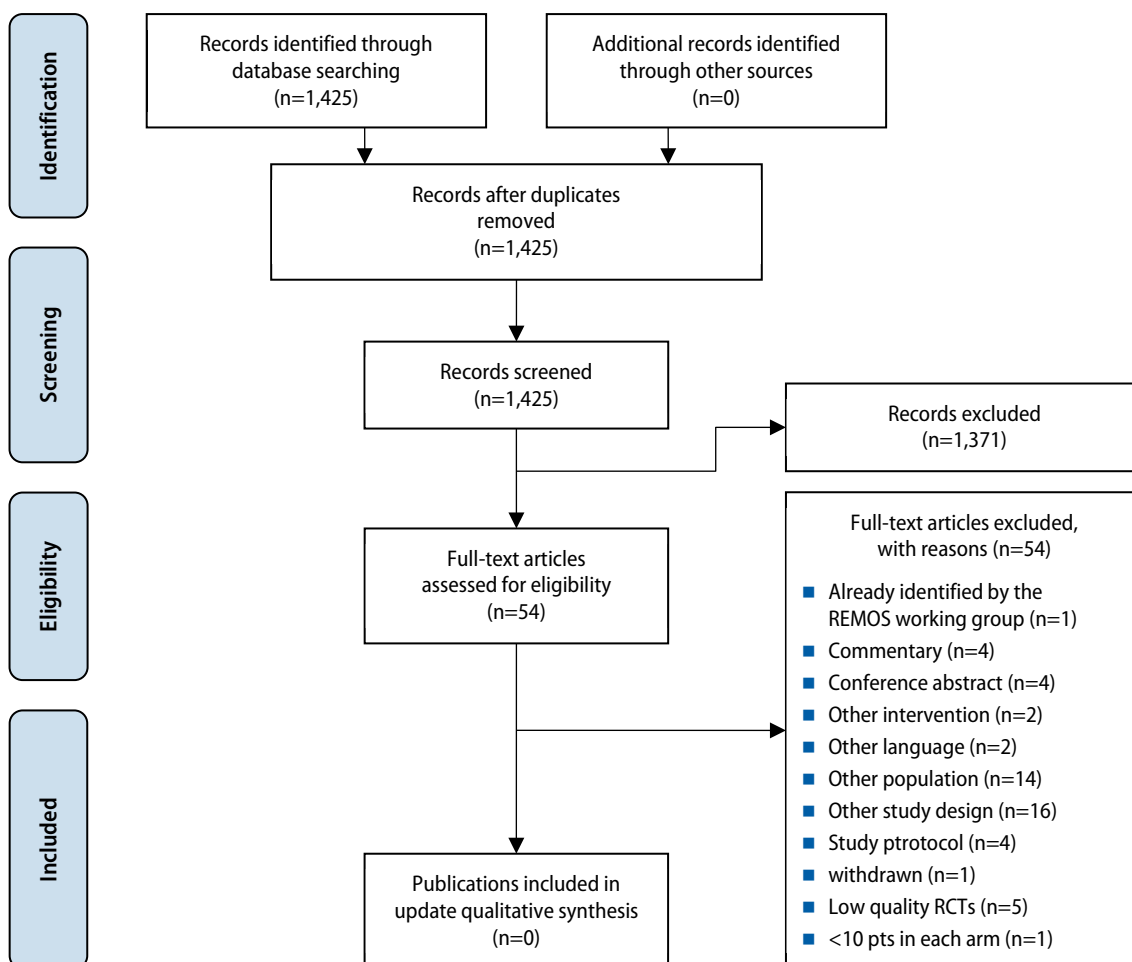 Identification
Records identified through
database searching
(n=1,425)
Additional records identified
through other sources
(n=0)
Records after duplicates
removed
(n=1,425)
Screening
Records screened
(n=1,425)
Records excluded
(n=1,371)
Eligibility
Full-text articles
assessed for eligibility
(n=54)
Full-text articles excluded,
with reasons (n=54)
Already identified by the
REMOS working group (n=1)
Commentary (n=4)
Conference abstract (n=4)
Other intervention (n=2)
Other language (n=2)
Other population (n=14)
Other study design (n=16)
Study ptrotocol (n=4)
withdrawn (n=1)
Low quality RCTs (n=5)
<10 pts in each arm (n=1)
Included
Publications included in
update qualitative synthesis
(n=0)